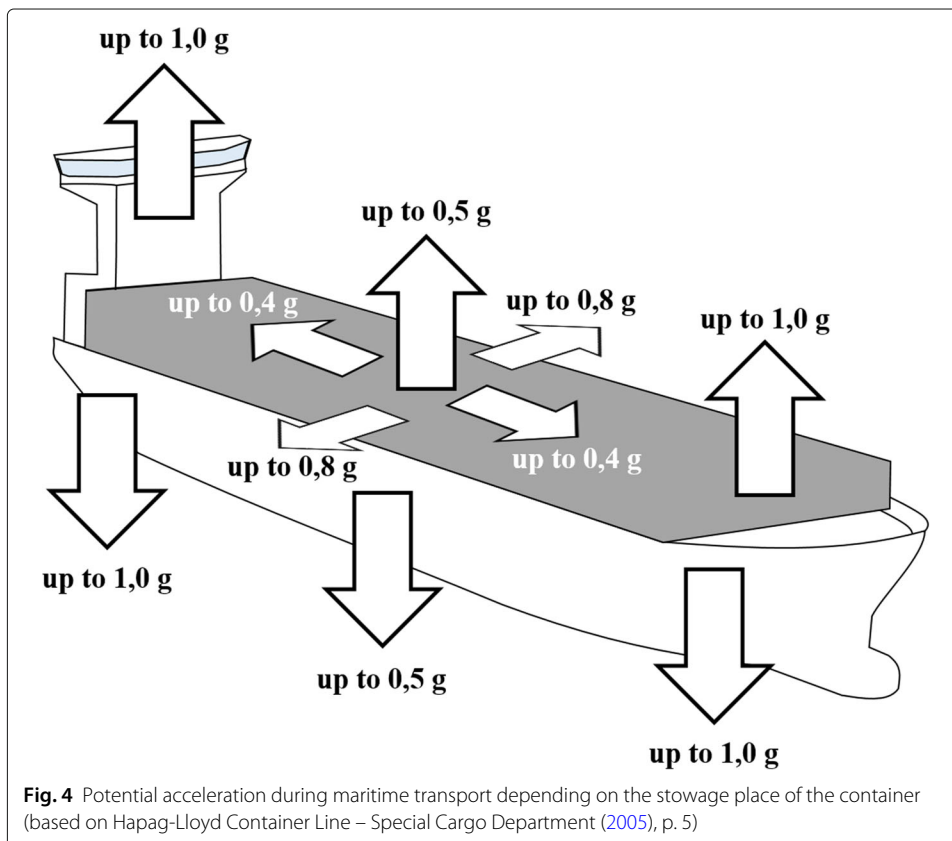 up to 1,0 g
up to 0,5 g
up to 0,4 g
up to 0,8 g
up to 1,0 g
up to 0,8 g
up to 0,4 g
up to 1,0 g
up to 0,5 g
up to 1,0 g
Fig. 4 Potential acceleration during maritime transport depending on the stowage place of the container
(based on Hapag-Lloyd Container Line – Special Cargo Department (2005), p. 5)